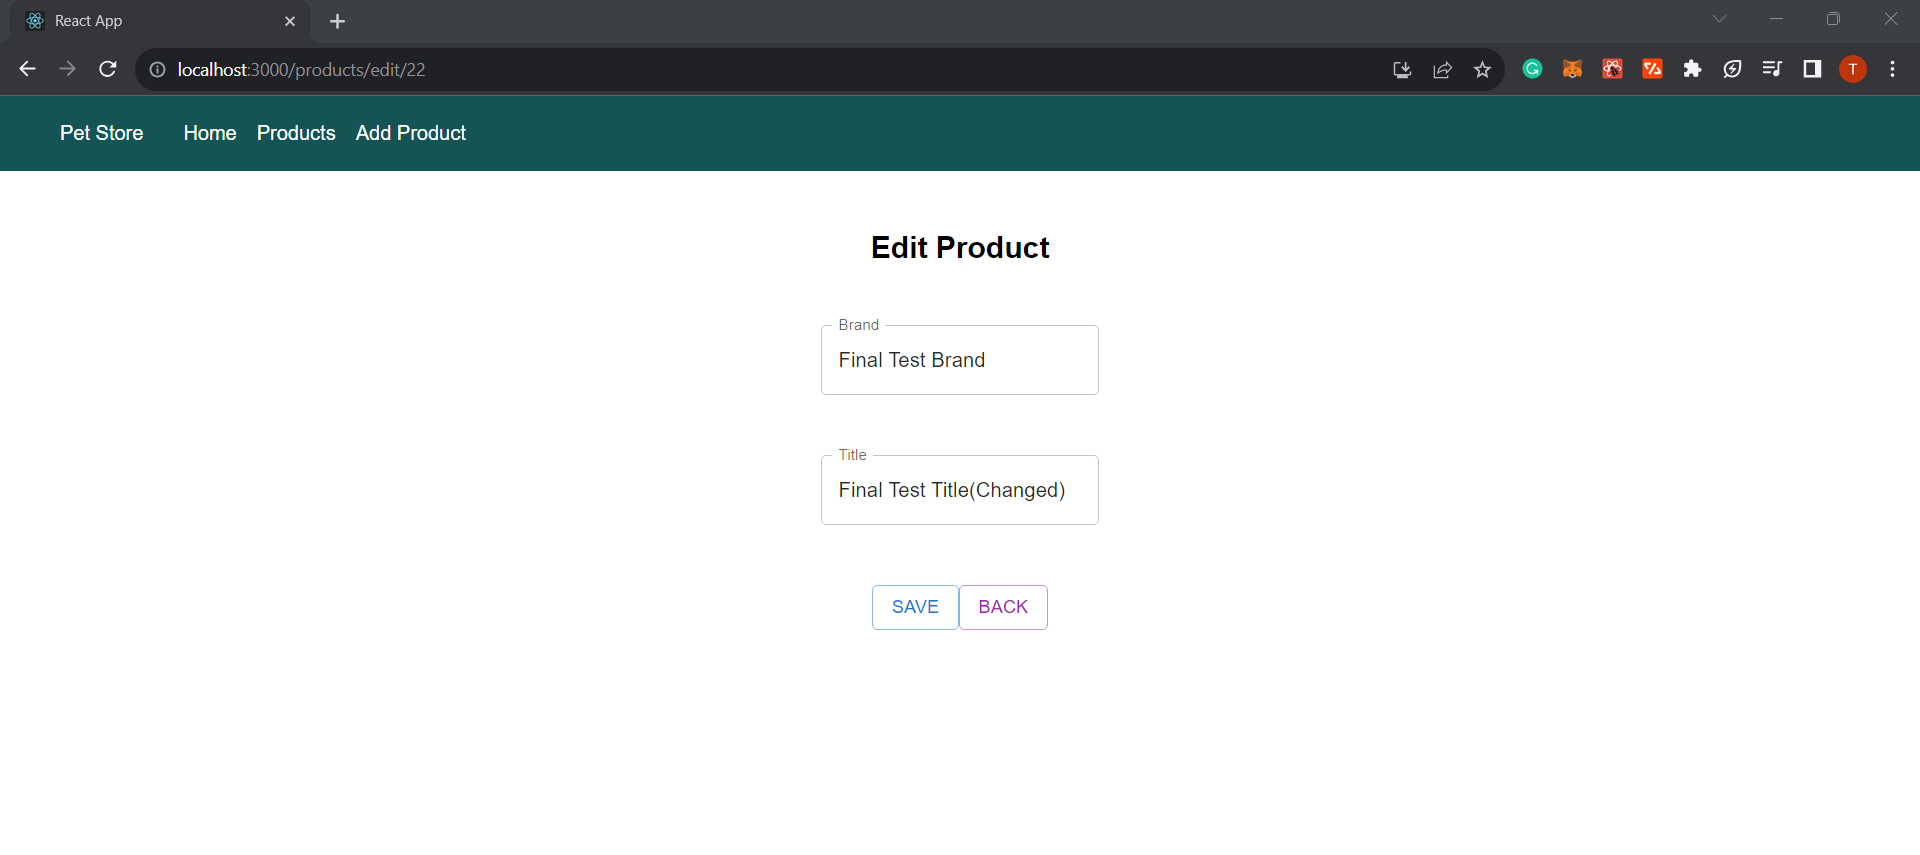 React App
localhost:3000/products/edit/22
T
Pet Store Home Products Add Product
Edit Product
Brand
Final Test Brand
Title
Final Test Title(Changed)
SAVE BACK